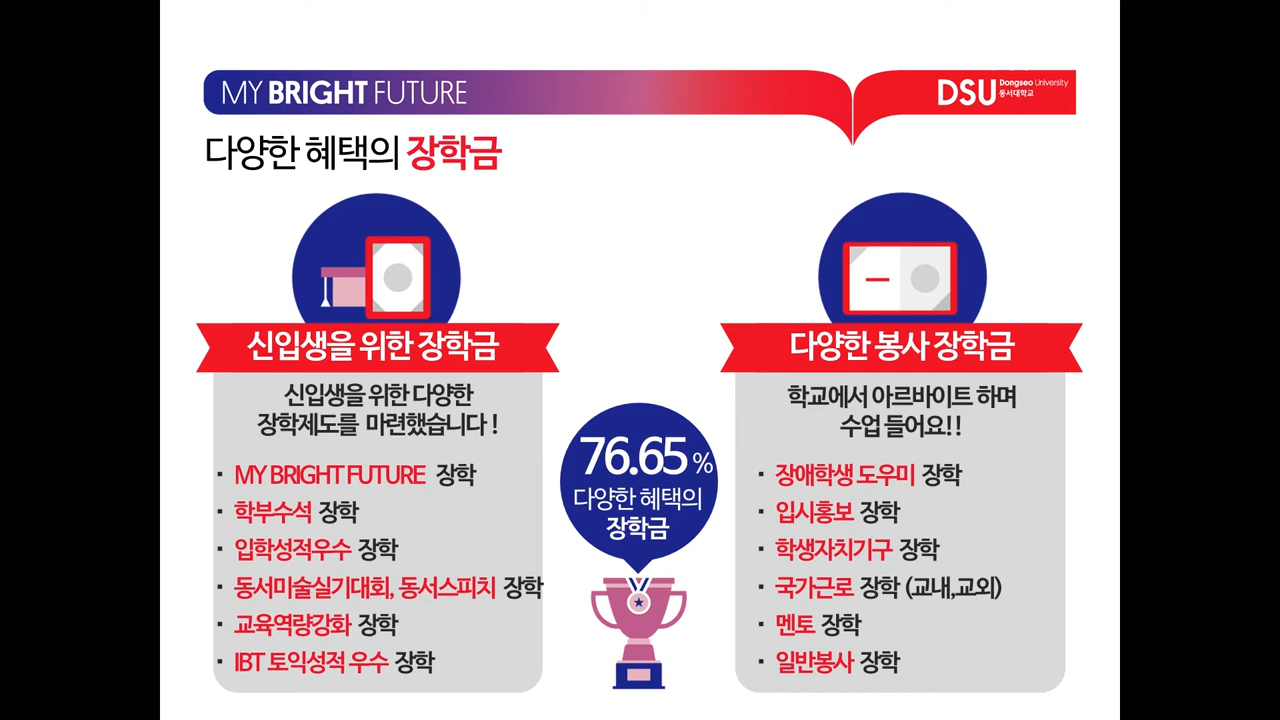 MY BRIGHT FUTURE
DSU Dongseo University
동서대학교
다양한 혜택의 장학금
신입생을 위한 장학금
신입생을 위한 다양한
장학제도를 마련했습니다 !
· MY BRIGHT FUTURE 장학
· 학부수석 장학
· 입학성적우수 장학
· 동서미술실기대회, 동서스피치 장학
· 교육역량강화 장학
· IBT 토익성적 우수 장학
76.65 %
다양한 혜택의
장학금
다양한 봉사 장학금
학교에서 아르바이트 하며
수업 들어요!!
· 장애학생 도우미 장학
· 입시홍보 장학
· 학생자치기구 장학
· 국가근로 장학 (교내,교외)
· 멘토 장학
· 일반봉사 장학